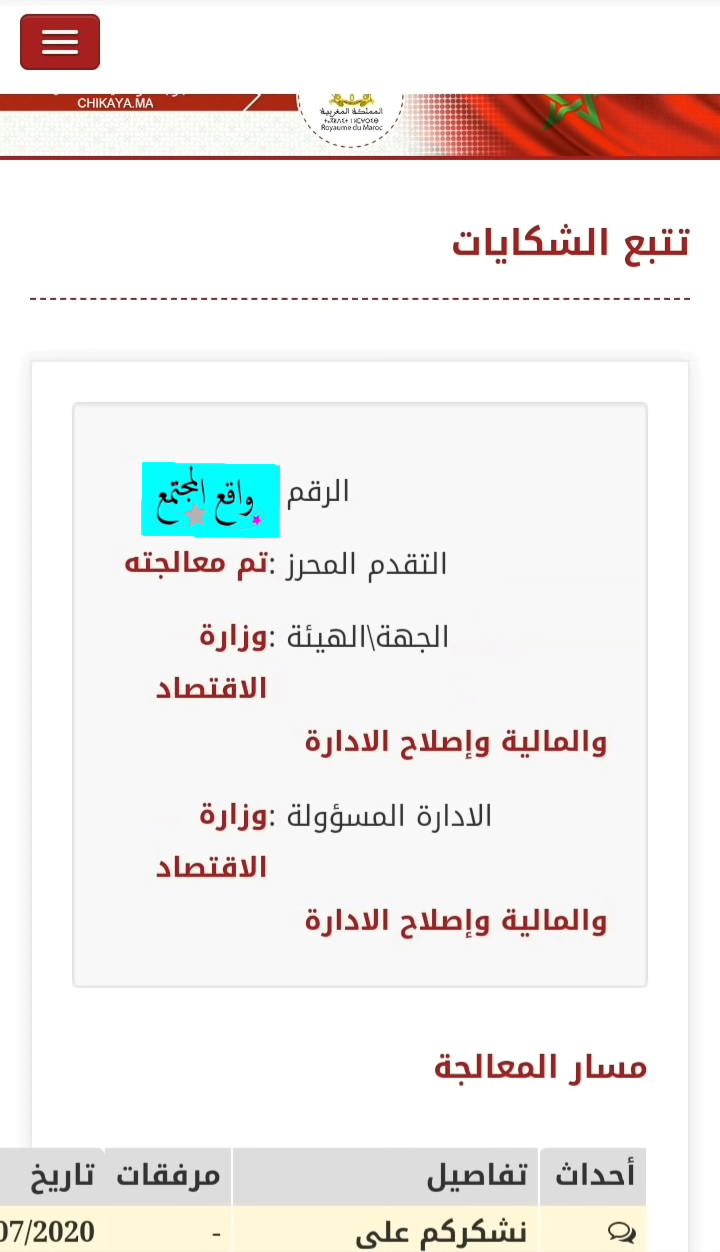 CHIKAYA.MA
المملكة المغربية
Royaume du Maroc
تتبع الشكايات
الرقم واقع المجتمع
التقدم المحرز :تم معالجته
الجهة\الهيئة :وزارة
الاقتصاد
والمالية وإصلاح الادارة
الادارة المسؤولة :وزارة
الاقتصاد
والمالية وإصلاح الادارة
مسار المعالجة
أحداث تفاصيل مرفقات تاريخ
نشكركم على - 07/2020